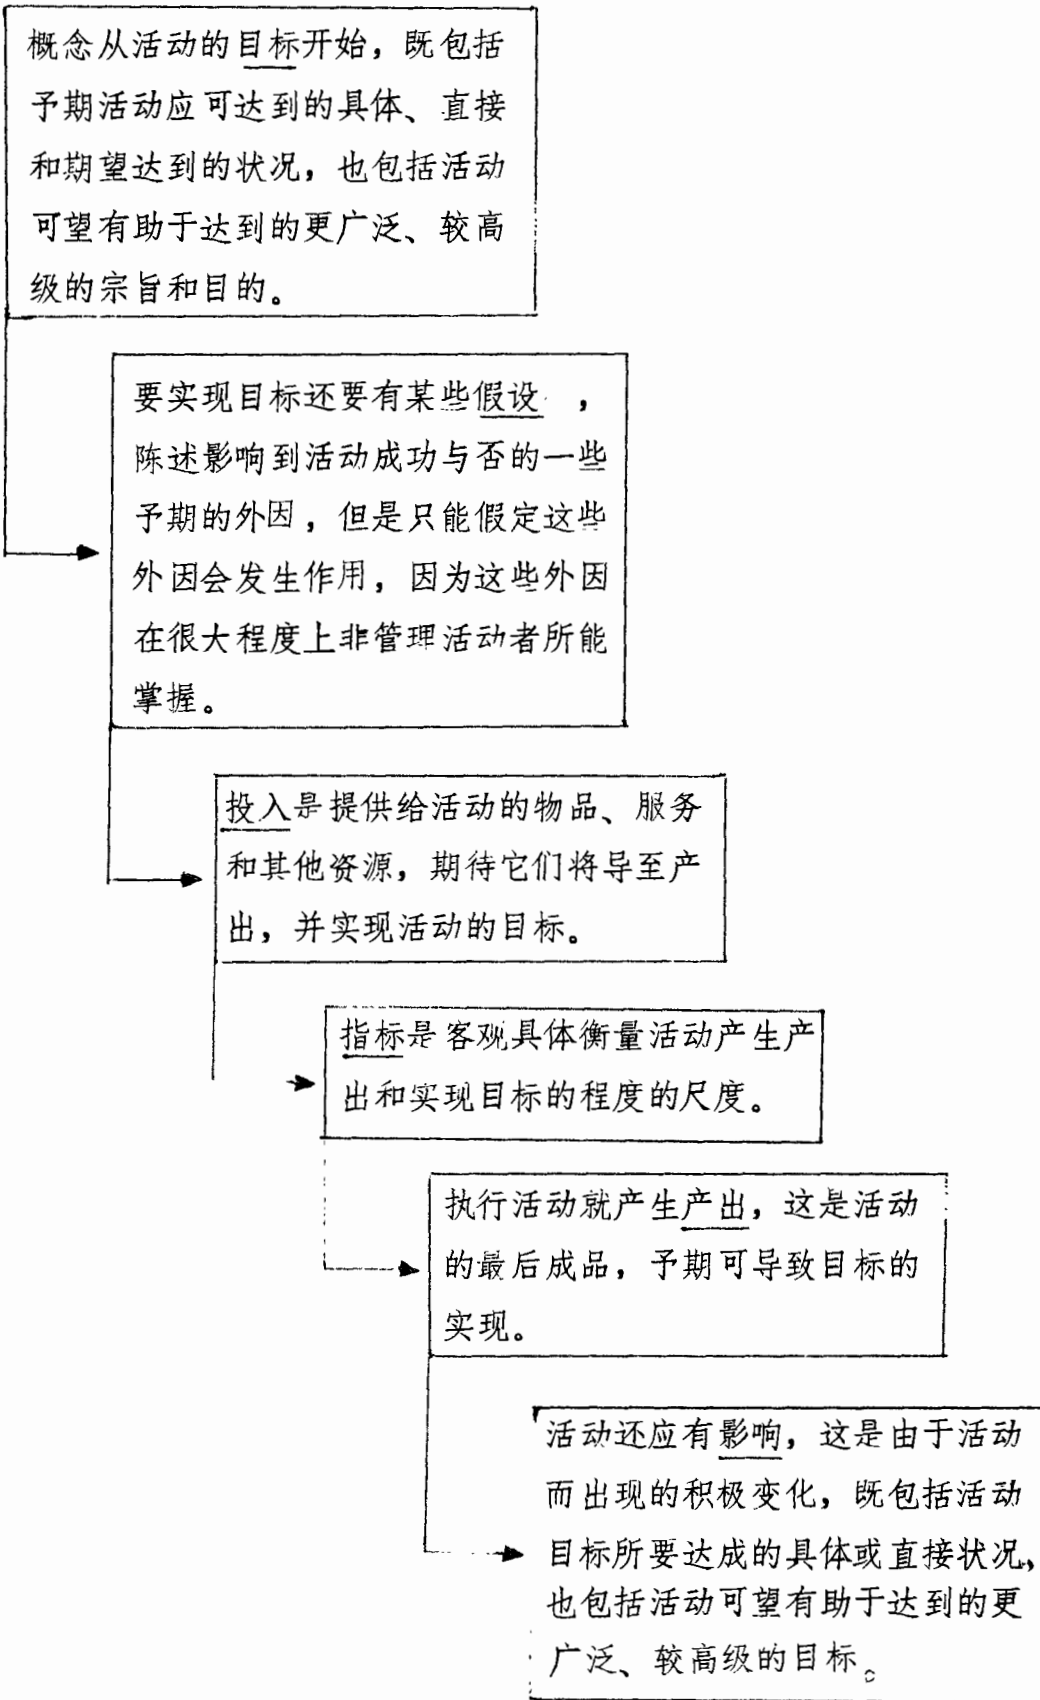 概念从活动的目标开始，既包括
予期活动应可达到的具体、直接
和期望达到的状况，也包括活动
可望有助于达到的更广泛、较高
级的宗旨和目的。
要实现目标还要有某些假设，
陈述影响到活动成功与否的一些
予期的外因，但是只能假定这些
外因会发生作用，因为这些外因
在很大程度上非管理活动者所能
掌握。
投入是提供给活动的物品、服务
和其他资源，期待它们将导至产
出，并实现活动的目标。
指标是客观具体衡量活动产生产
出和实现目标的程度的尺度。
执行活动就产生产出，这是活动
的最后成品，予期可导致目标的
实现。
活动还应有影响，这是由于活动
而出现的积极变化，既包括活动
目标所要达成的具体或直接状况，
也包括活动可望有助于达到的更
广泛、较高级的目标。